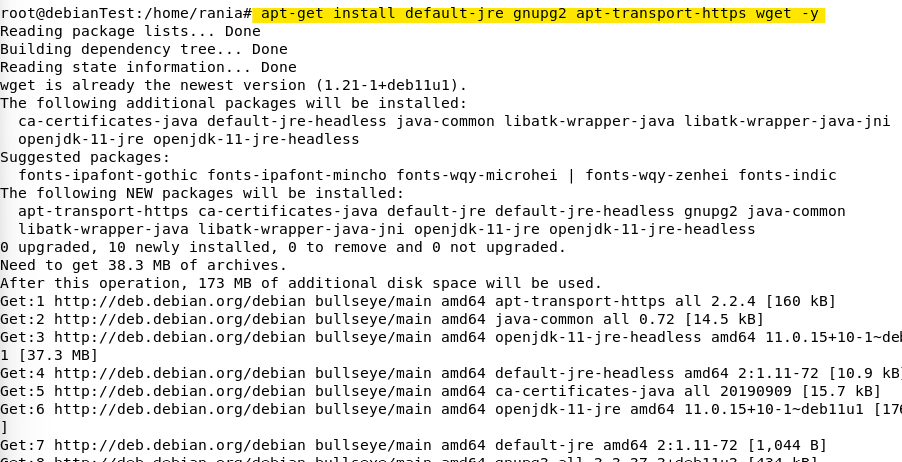 root@debianTest:/home/rania# apt-get install default-jre gnupg2 apt-transport-https wget -y
Reading package lists... Done
Building dependency tree... Done
Reading state information... Done
wget is already the newest version (1.21-1+deb11u1).
The following additional packages will be installed:
  ca-certificates-java default-jre-headless java-common libatk-wrapper-java libatk-wrapper-java-jni
  openjdk-11-jre openjdk-11-jre-headless
Suggested packages:
  fonts-ipafont-gothic fonts-ipafont-mincho fonts-wqy-microhei | fonts-wqy-zenhei fonts-indic
The following NEW packages will be installed:
  apt-transport-https ca-certificates-java default-jre default-jre-headless gnupg2 java-common
  libatk-wrapper-java libatk-wrapper-java-jni openjdk-11-jre openjdk-11-jre-headless
0 upgraded, 10 newly installed, 0 to remove and 0 not upgraded.
Need to get 38.3 MB of archives.
After this operation, 173 MB of additional disk space will be used.
Get:1 http://deb.debian.org/debian bullseye/main amd64 apt-transport-https all 2.2.4 [160 kB]
Get:2 http://deb.debian.org/debian bullseye/main amd64 java-common all 0.72 [14.5 kB]
Get:3 http://deb.debian.org/debian bullseye/main amd64 openjdk-11-jre-headless amd64 11.0.15+10-1~deb
1 [37.3 MB]
Get:4 http://deb.debian.org/debian bullseye/main amd64 default-jre-headless amd64 2:1.11-72 [10.9 kB]
Get:5 http://deb.debian.org/debian bullseye/main amd64 ca-certificates-java all 20190909 [15.7 kB]
Get:6 http://deb.debian.org/debian bullseye/main amd64 openjdk-11-jre amd64 11.0.15+10-1~deb11u1 [176
]
Get:7 http://deb.debian.org/debian bullseye/main amd64 default-jre amd64 2:1.11-72 [1,044 B]
Get:8 http://deb.debian.org/debian bullseye/main amd64 gnupg2 all